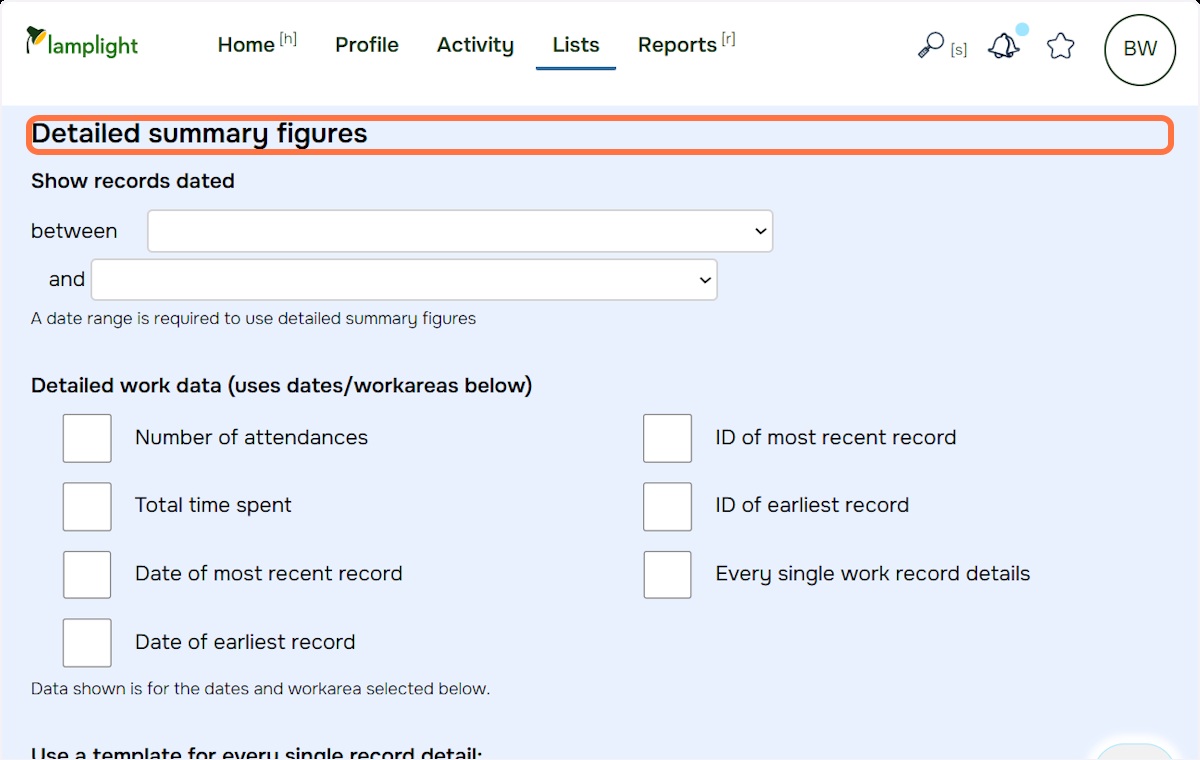 lamplight
Home [h] Profile Activity Lists Reports [r] [s] BW
Detailed summary figures
Show records dated
between
and
A date range is required to use detailed summary figures
Detailed work data (uses dates/workareas below)
Number of attendances ID of most recent record
Total time spent ID of earliest record
Date of most recent record Every single work record details
Date of earliest record
Data shown is for the dates and workarea selected below.
Use a template for every single record detail: